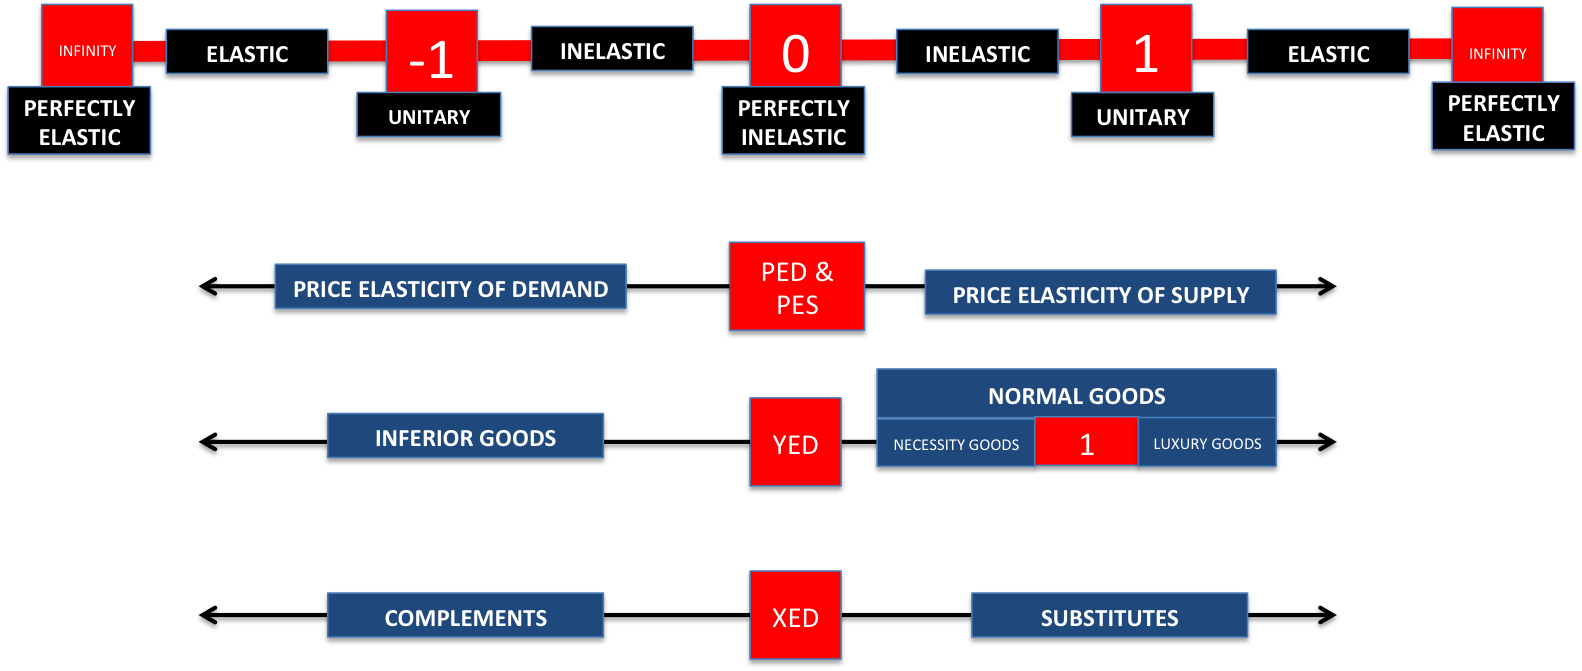 INFINITY
ELASTIC
-1
INELASTIC
0
INELASTIC
1
ELASTIC
INFINITY
PERFECTLY
ELASTIC
UNITARY
PERFECTLY
INELASTIC
UNITARY
PERFECTLY
ELASTIC
PRICE ELASTICITY OF DEMAND
PED &
PES
PRICE ELASTICITY OF SUPPLY
INFERIOR GOODS
YED
NORMAL GOODS
NECESSITY GOODS
1
LUXURY GOODS
COMPLEMENTS
XED
SUBSTITUTES